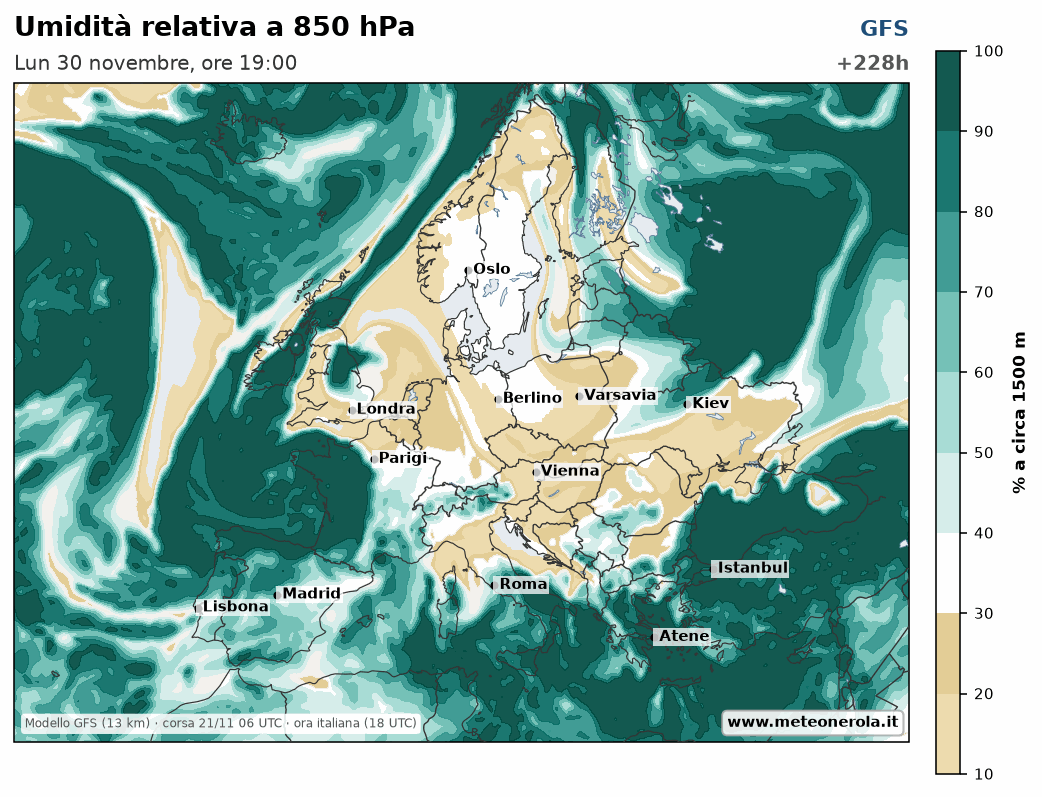 Umidità relativa a 850 hPa
GFS
Lun 30 novembre, ore 19:00
+228h
100
90
80
70
60
50
40
30
20
10
% a circa 1500 m
Oslo
Berlino
Varsavia
Kiev
Londra
Parigi
Vienna
Istanbul
Roma
Madrid
Lisbona
Atene
Modello GFS (13 km) · corsa 21/11 06 UTC · ora italiana (18 UTC)
www.meteonerola.it